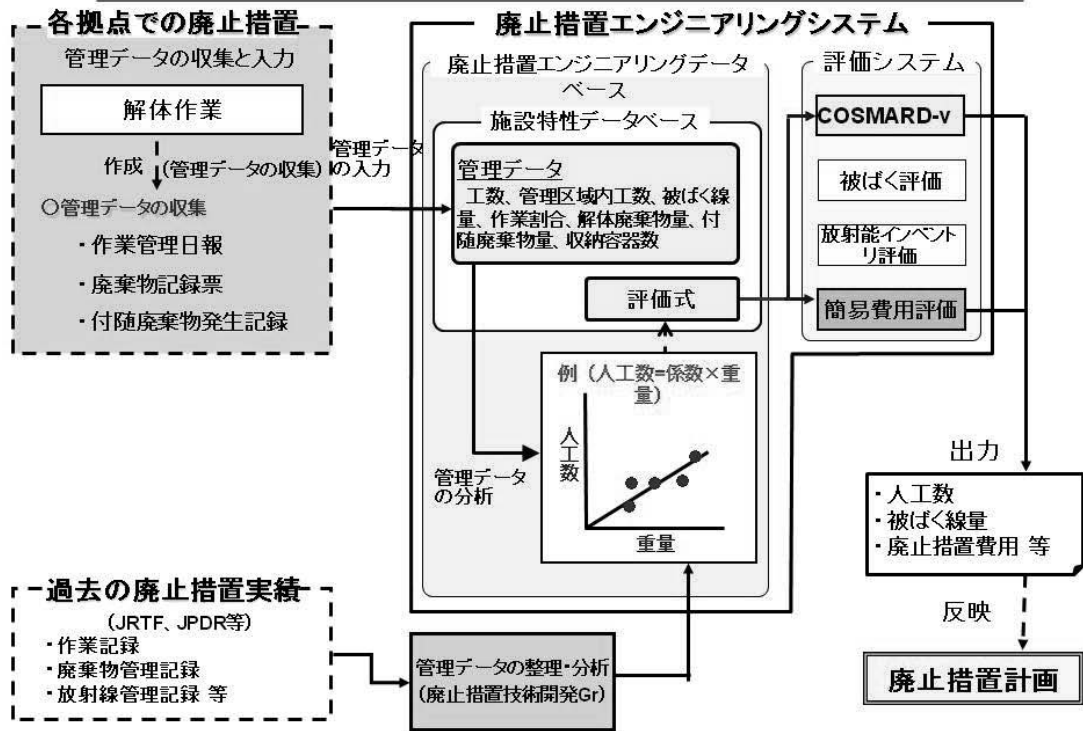 各拠点での廃止措置
管理データの収集と入力
解体作業
作成
(管理データの収集)
○管理データの収集
・作業管理日報
・廃棄物記録票
・付随廃棄物発生記録
管理データ
の入力
廃止措置エンジニアリングシステム
廃止措置エンジニアリングデータ
ベース
施設特性データベース
管理データ
工数、管理区域内工数、被ばく線
量、作業割合、解体廃棄物量、付
随廃棄物量、収納容器数
評価式
例（人工数=係数×重
量）
人工数
重量
管理データ
の分析
評価システム
COSMARD-v
被ばく評価
放射能インベント
リ評価
簡易費用評価
出力
・人工数
・被ばく線量
・廃止措置費用 等
反映
廃止措置計画
過去の廃止措置実績
（JRTF、JPDR等）
・作業記録
・廃棄物管理記録
・放射線管理記録 等
管理データの整理・分析
（廃止措置技術開発Gr）